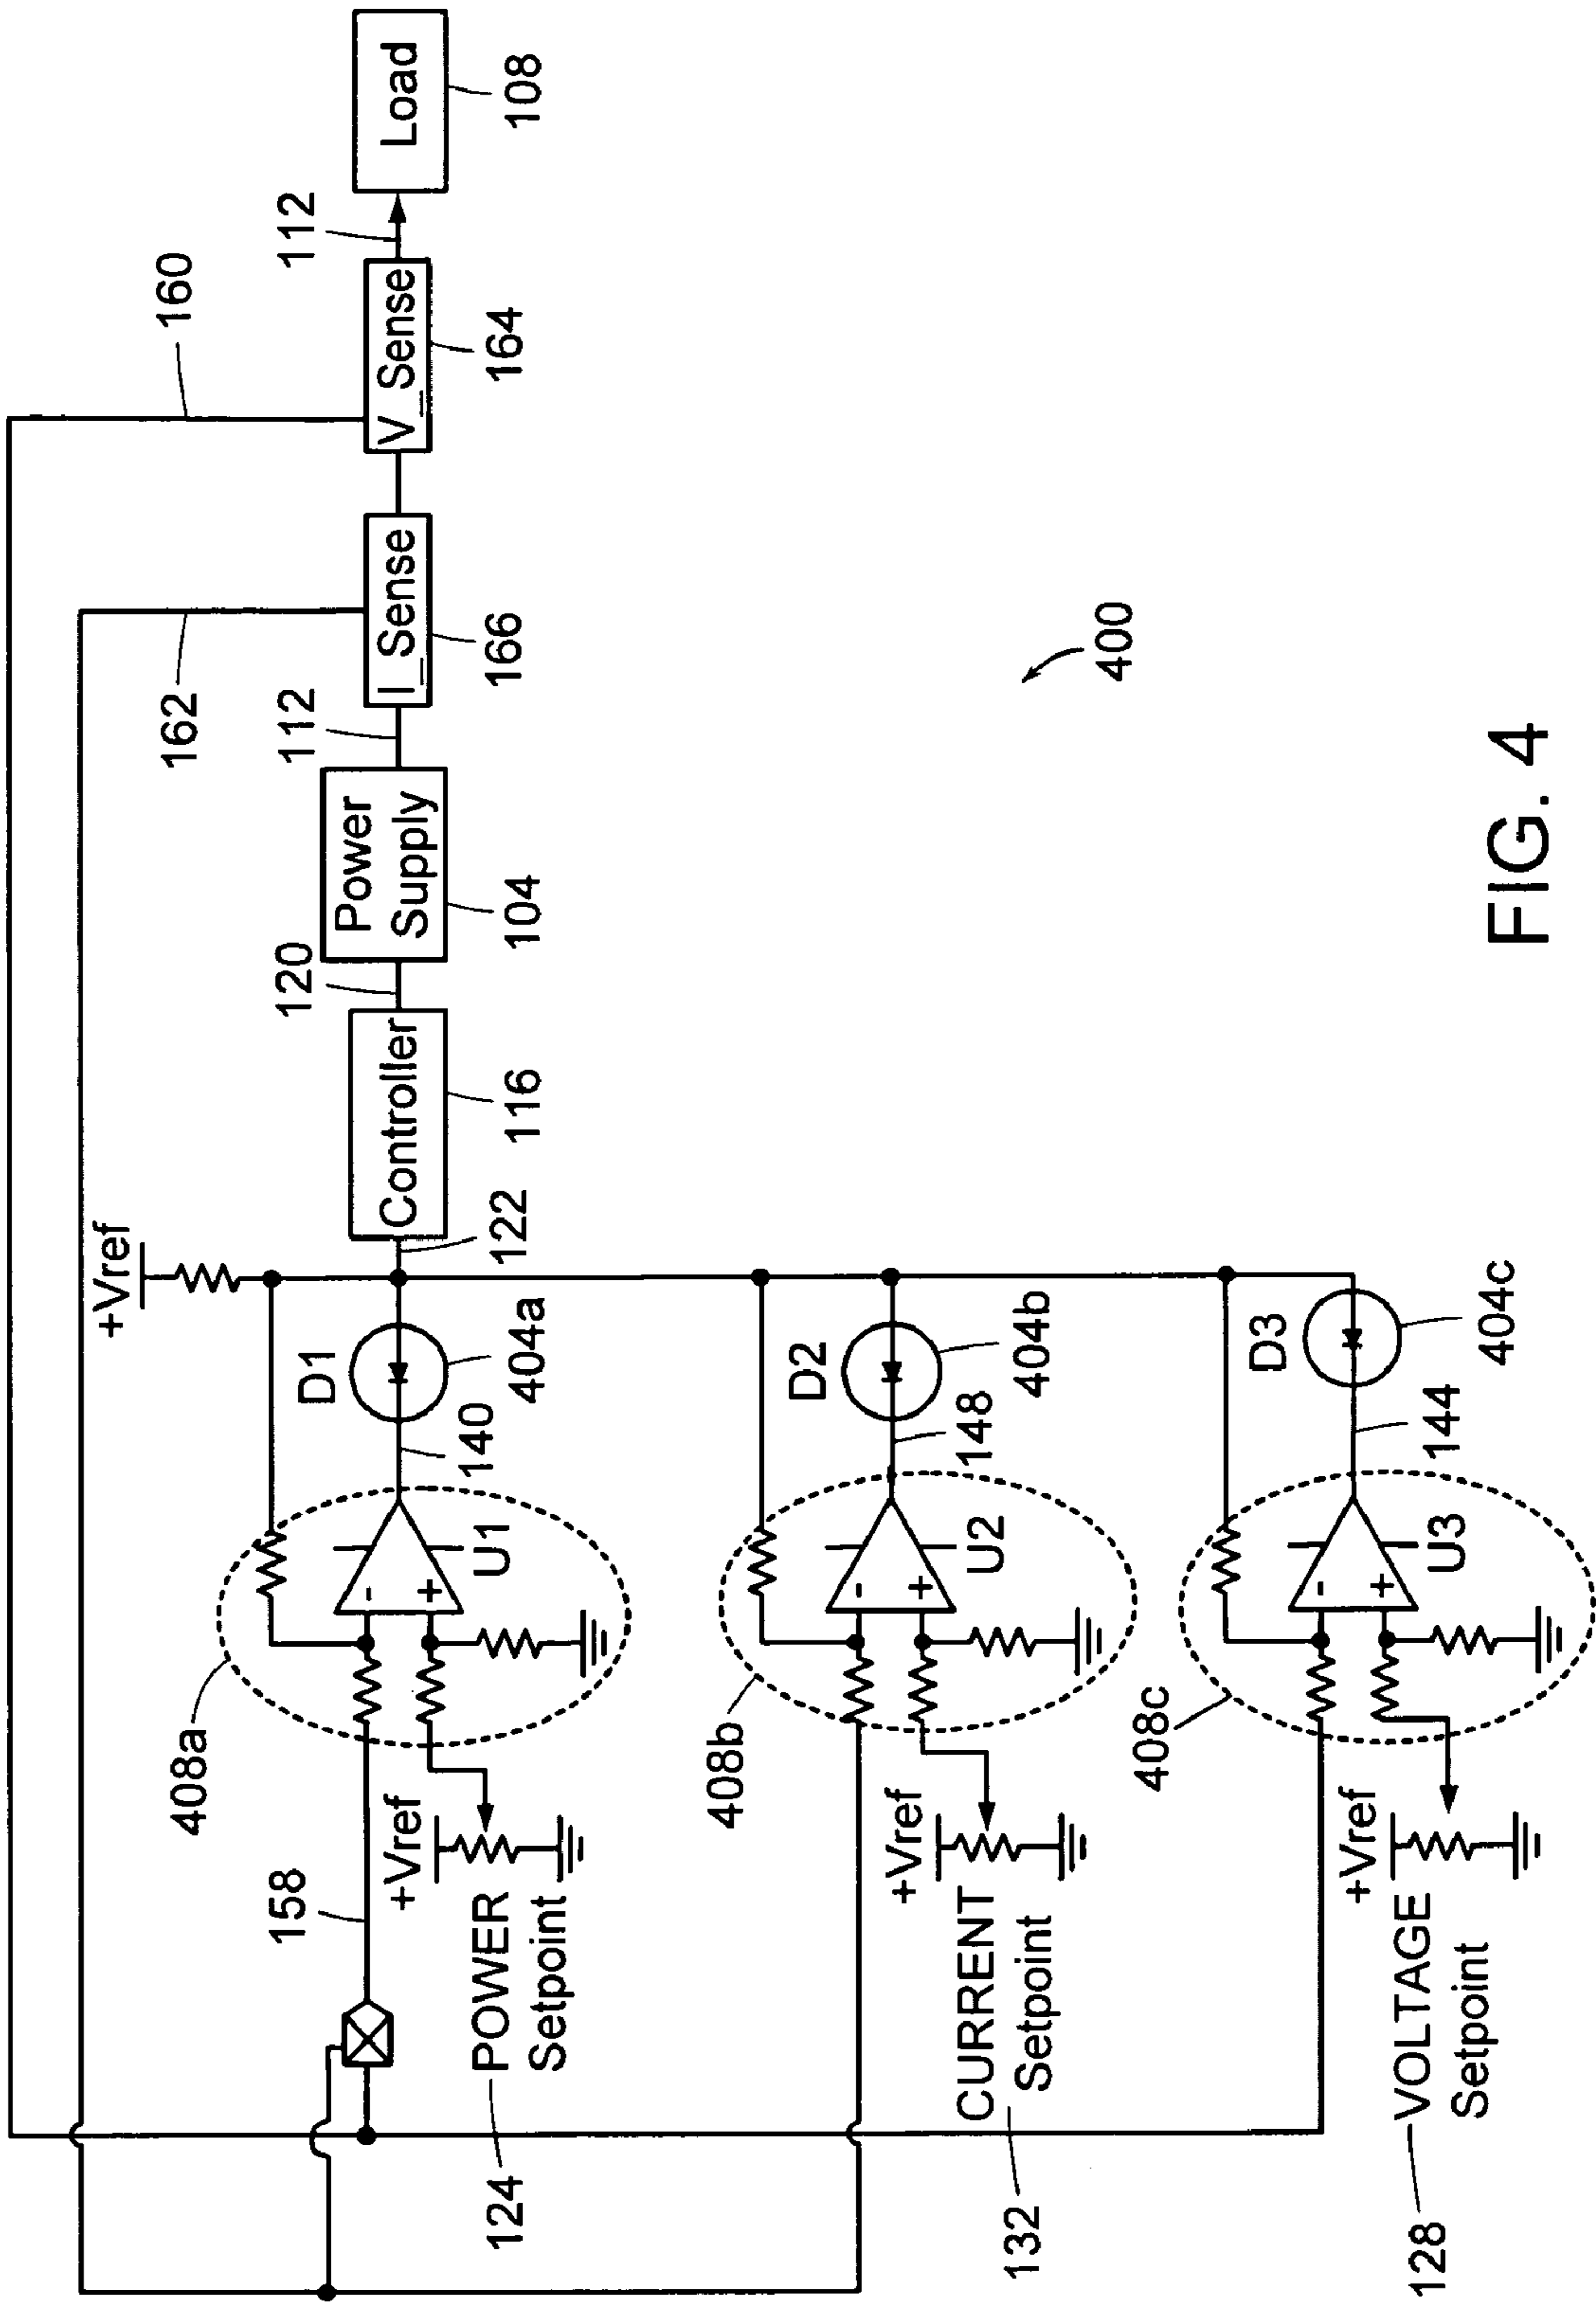 160
162
112
112
Load
108
V_Sense
164
I_Sense
166
Power
Supply
104
120
Controller
116
122
+Vref
D1
404a
140
U1
408a
158
+Vref
POWER
Setpoint
124
D2
404b
148
U2
408b
+Vref
CURRENT
Setpoint
132
D3
404c
144
U3
408c
+Vref
VOLTAGE
Setpoint
128
-
+
-
+
-
+
400
FIG. 4